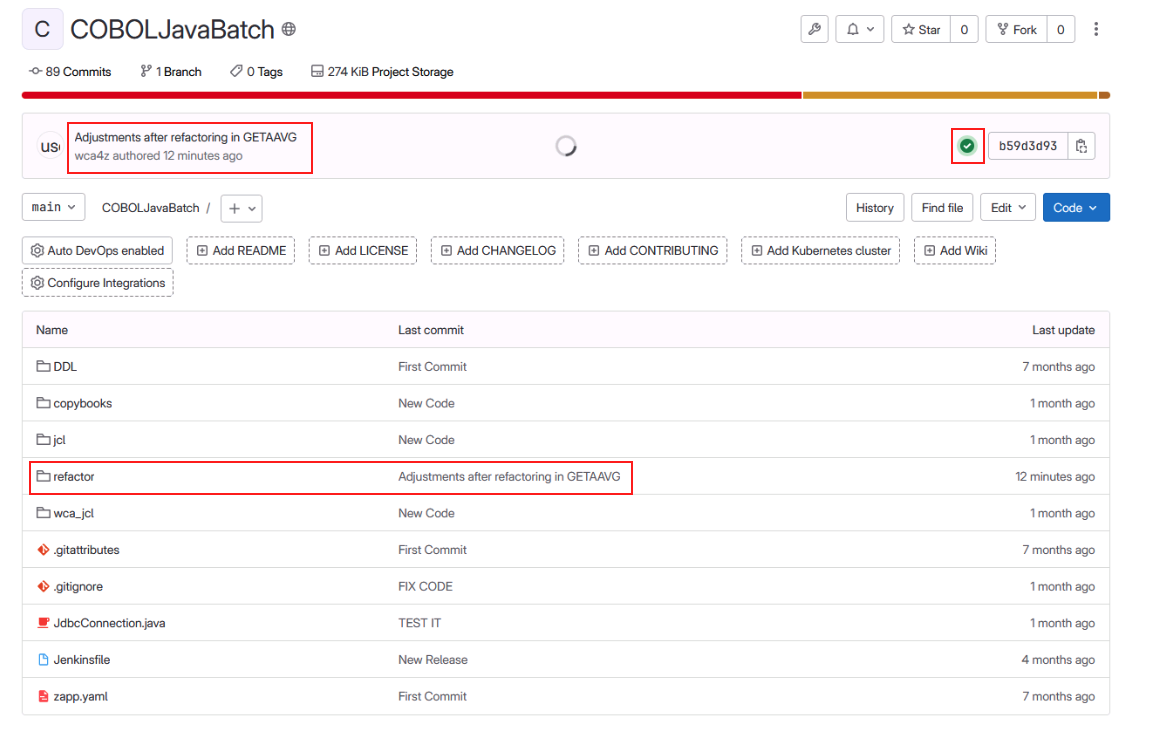 C COBOLJavaBatch Star 0 Fork 0
89 Commits 1 Branch 0 Tags 274 KiB Project Storage
Adjustments after refactoring in GETAAVG
wca4z authored 12 minutes ago
b59d3d93
main COBOLJavaBatch / + History Find file Edit Code
Auto DevOps enabled Add README Add LICENSE Add CHANGELOG Add CONTRIBUTING Add Kubernetes cluster Add Wiki
Configure Integrations
Name Last commit Last update
DDL First Commit 7 months ago
copybooks New Code 1 month ago
jcl New Code 1 month ago
refactor Adjustments after refactoring in GETAAVG 12 minutes ago
wca_jcl New Code 1 month ago
.gitattributes First Commit 7 months ago
.gitignore FIX CODE 1 month ago
JdbcConnection.java TEST IT 1 month ago
Jenkinsfile New Release 4 months ago
zapp.yaml First Commit 7 months ago